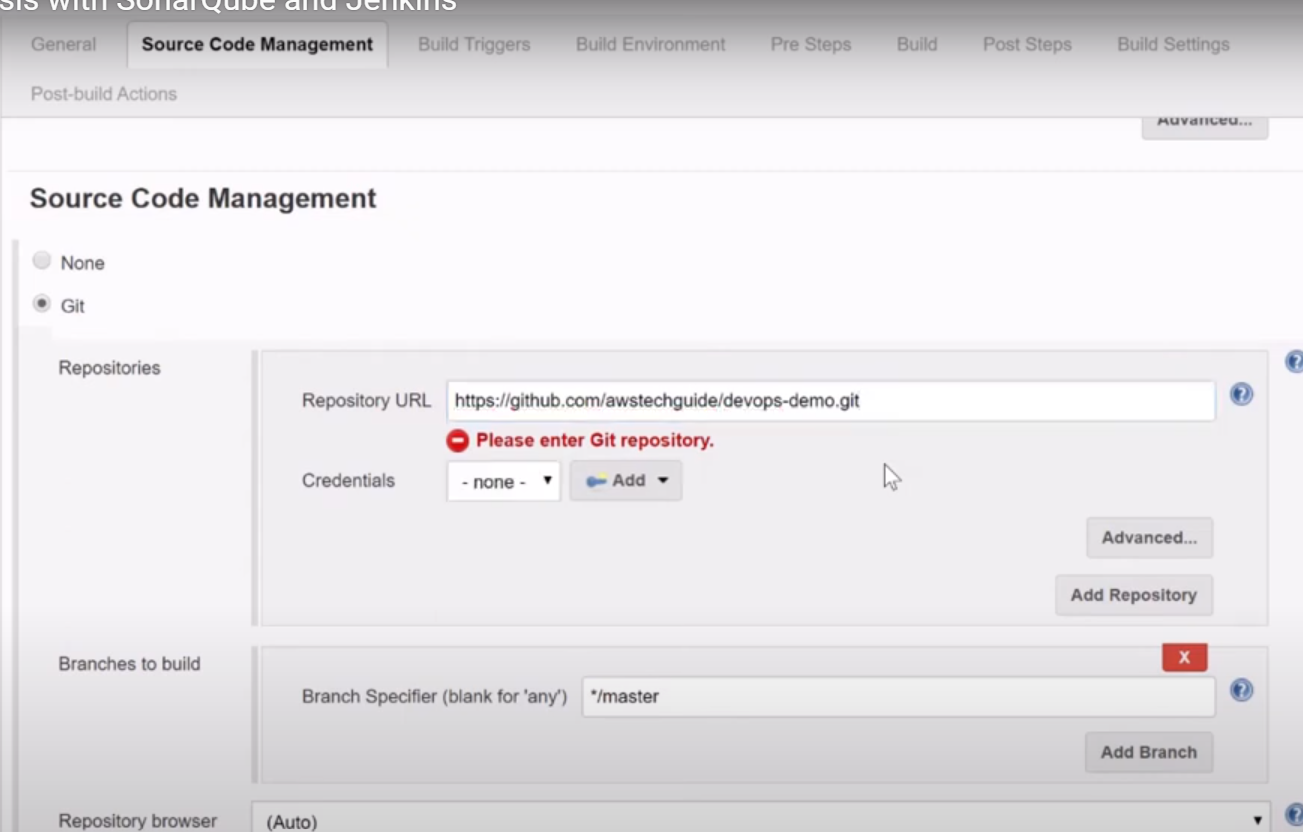 sis with SonarQube and Jenkins
General Source Code Management Build Triggers Build Environment Pre Steps Build Post Steps Build Settings
Post-build Actions
Advanced...
Source Code Management
None
Git
Repositories
Repository URL https://github.com/awstechguide/devops-demo.git
Please enter Git repository.
Credentials - none - Add
Advanced...
Add Repository
Branches to build
X
Branch Specifier (blank for 'any') */master
Add Branch
Repository browser (Auto)